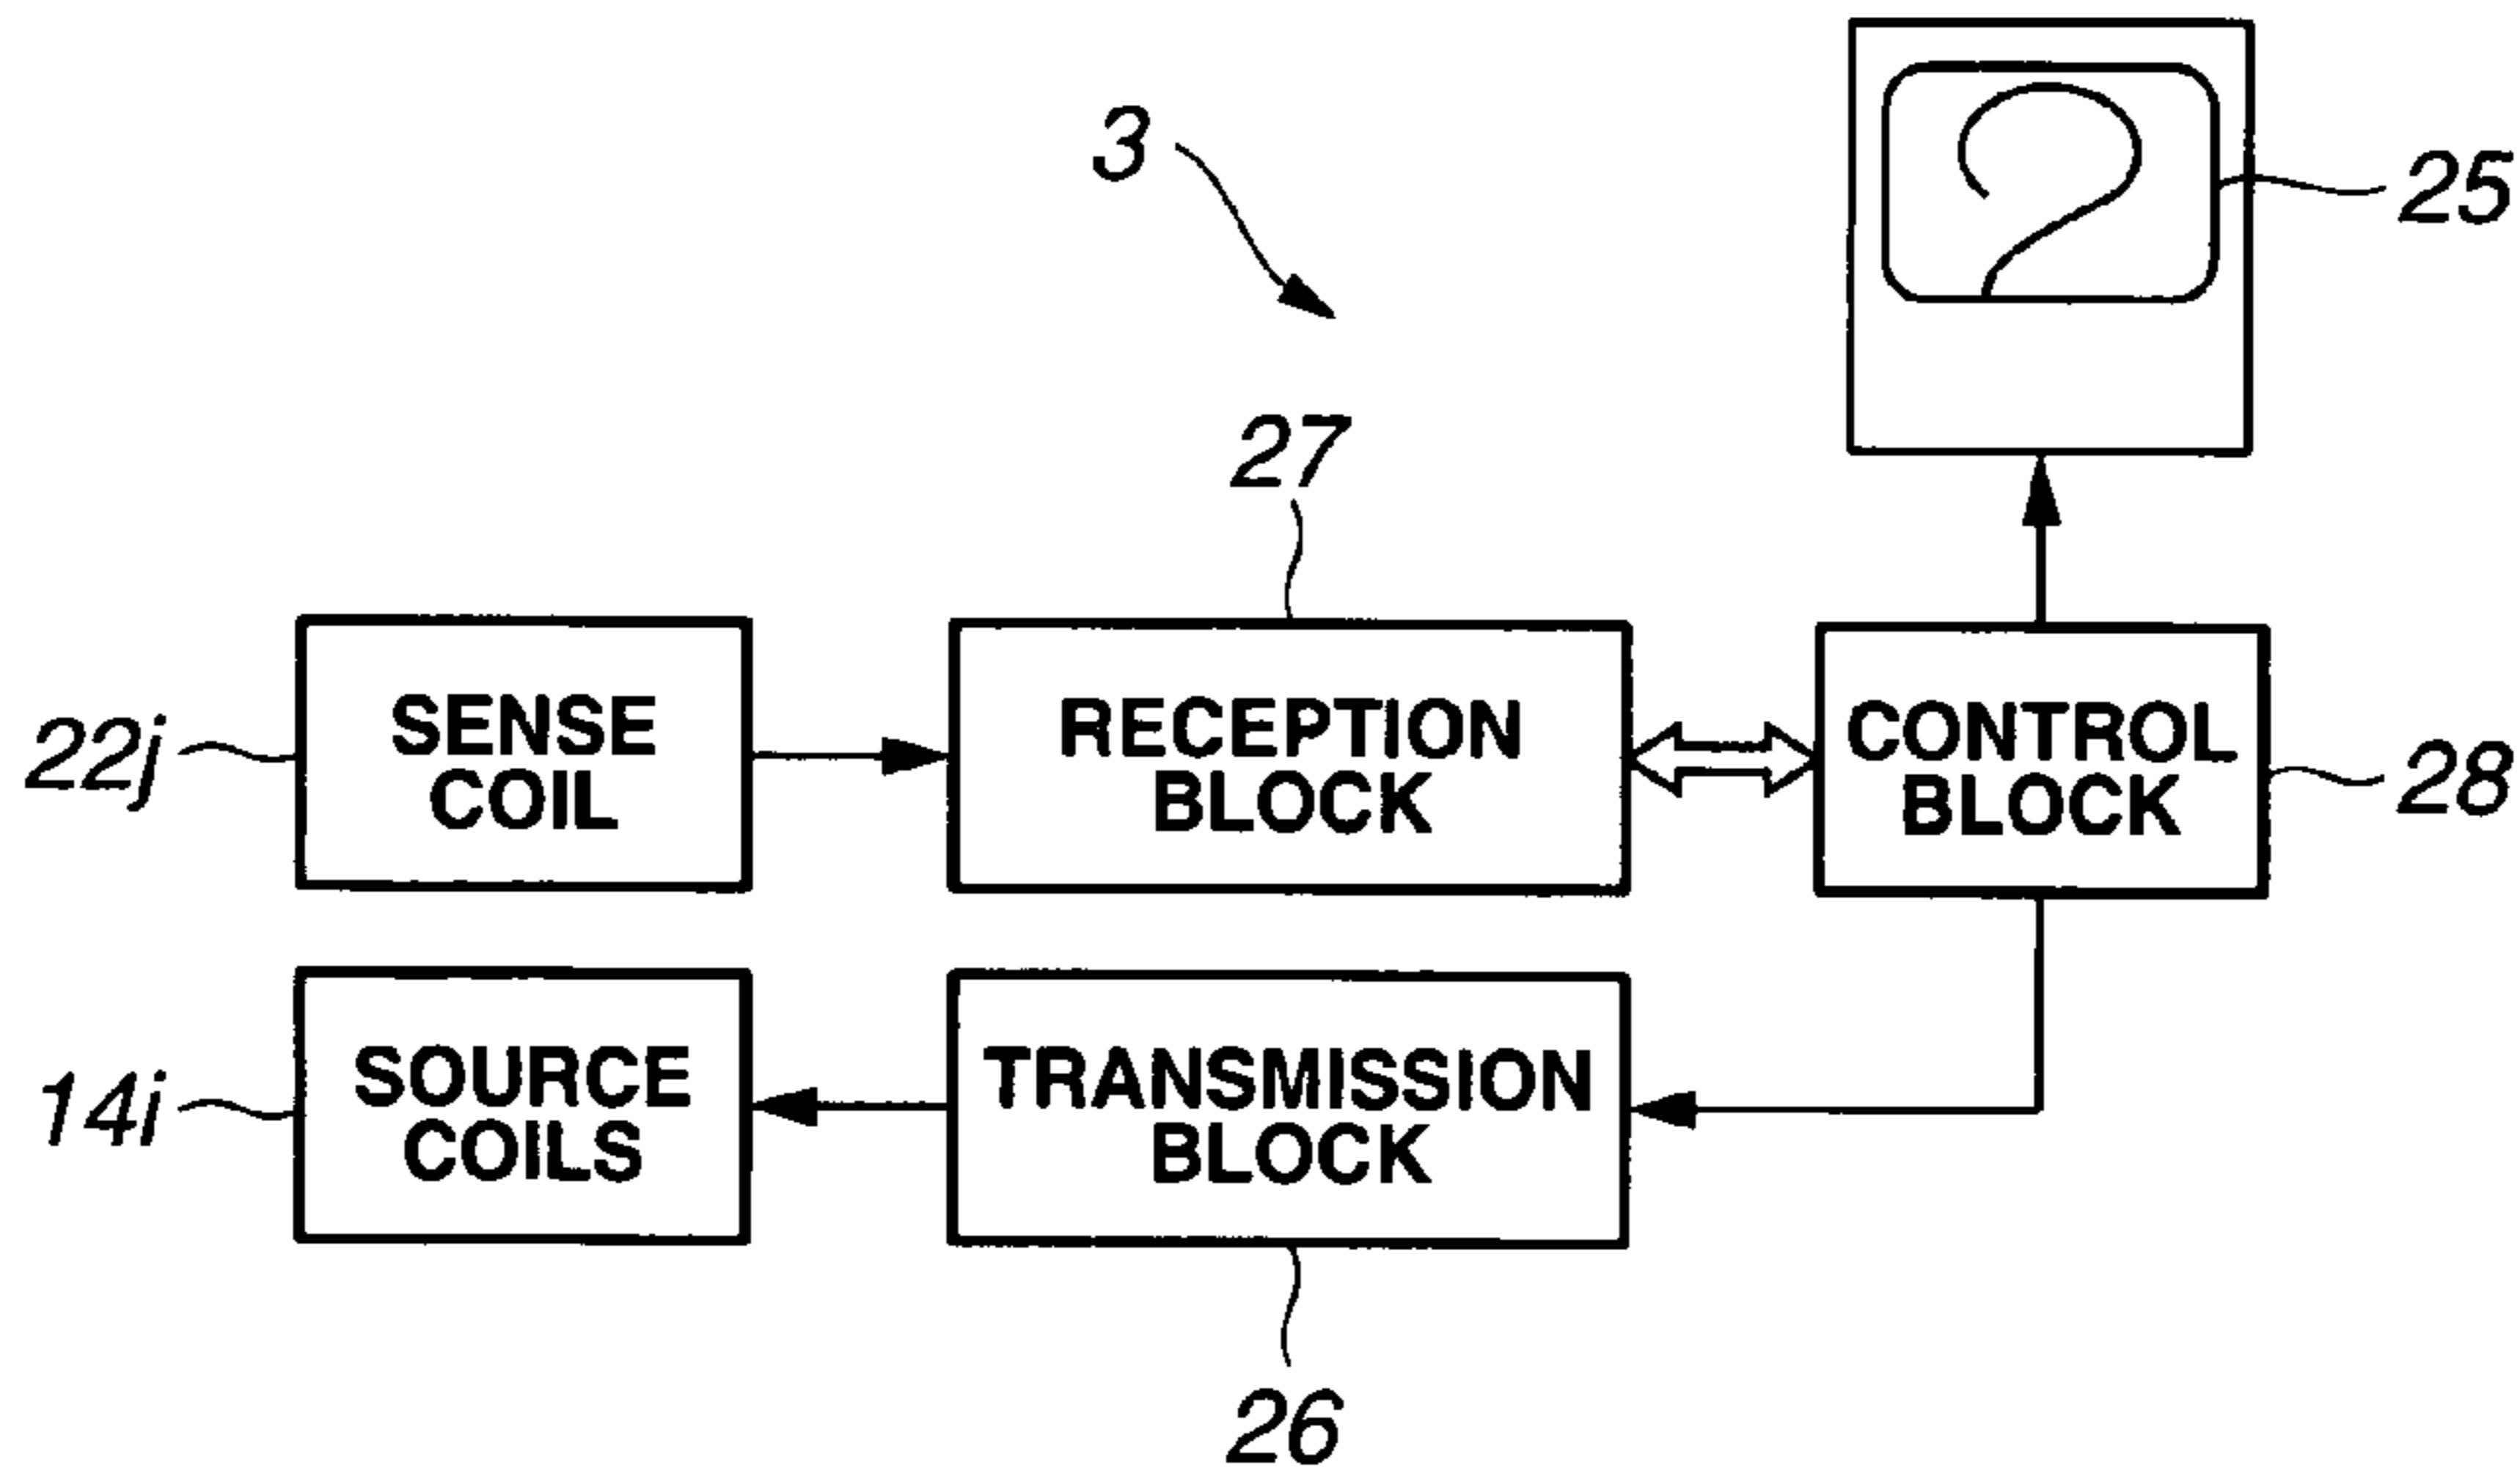 3
25
27
22j
SENSE
COIL
RECEPTION
BLOCK
CONTROL
BLOCK
28
14i
SOURCE
COILS
TRANSMISSION
BLOCK
26